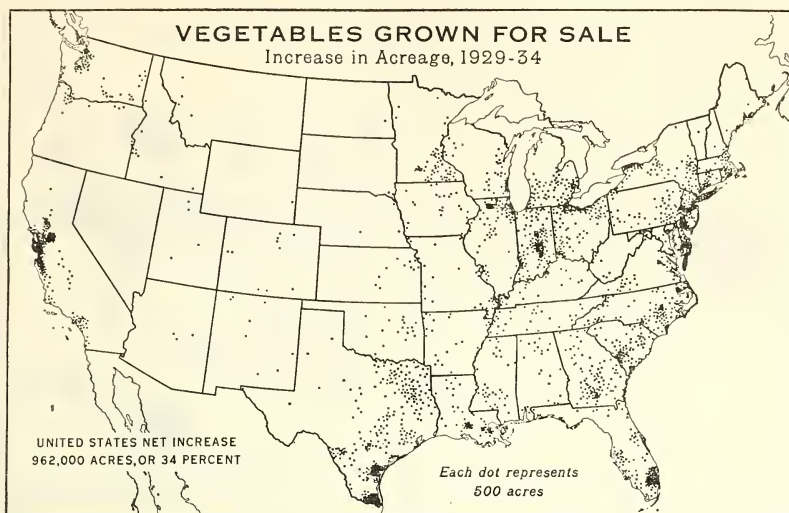 VEGETABLES GROWN FOR SALE
Increase in Acreage, 1929-34
UNITED STATES NET INCREASE
962,000 ACRES, OR 34 PERCENT
Each dot represents
500 acres